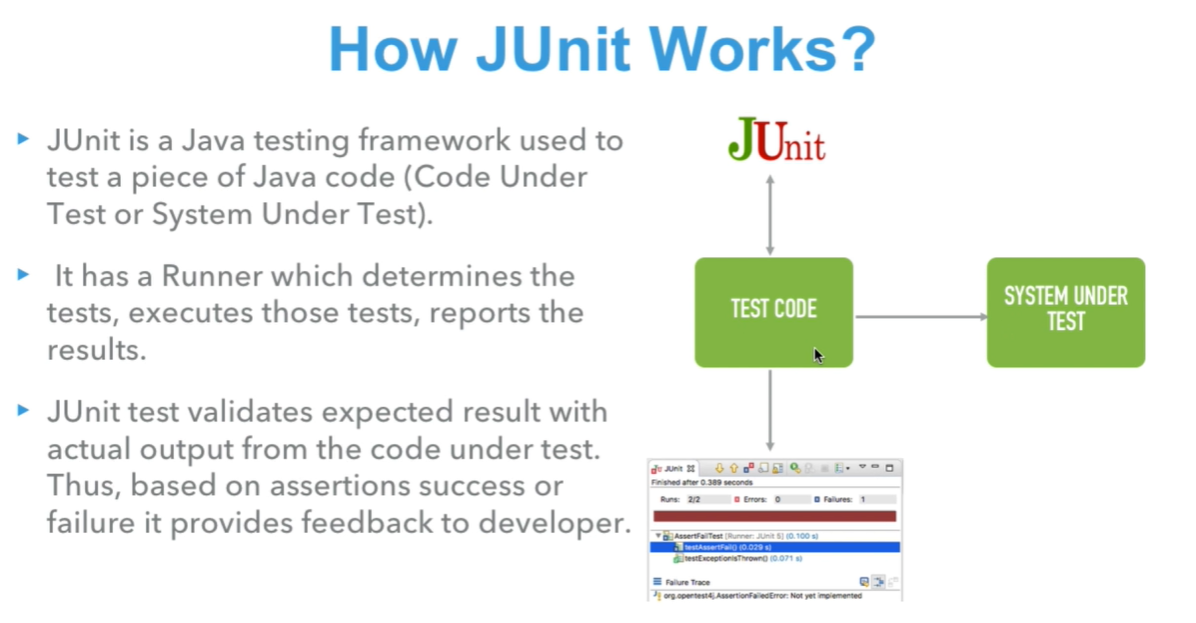 How JUnit Works?
JUnit is a Java testing framework used to
test a piece of Java code (Code Under
Test or System Under Test).
It has a Runner which determines the
tests, executes those tests, reports the
results.
JUnit test validates expected result with
actual output from the code under test.
Thus, based on assertions success or
failure it provides feedback to developer.
JUnit
TEST CODE
SYSTEM UNDER
TEST
JUnit
Finished after 0.389 seconds
Runs: 2/2 Errors: 0 Failures: 1
AssertFailTest [Runner: JUnit 5] (0.100 s)
testAssertFail() (0.029 s)
testExceptionIsThrown() (0.071 s)
Failure Trace
org.opentest4j.AssertionFailedError: Not yet implemented